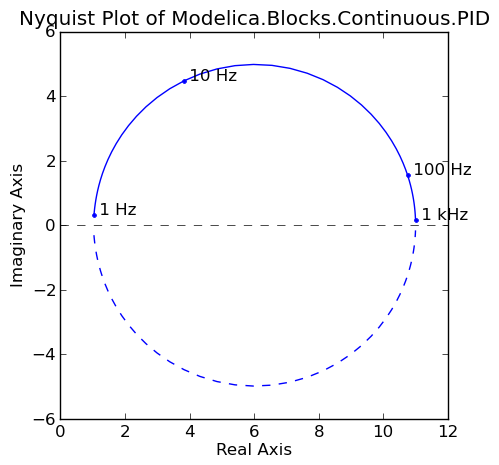 Nyquist Plot of Modelica.Blocks.Continuous.PID
6
4
2
0
−2
−4
−6
Imaginary Axis
10 Hz
100 Hz
1 Hz
1 kHz
0 2 4 6 8 10 12
Real Axis